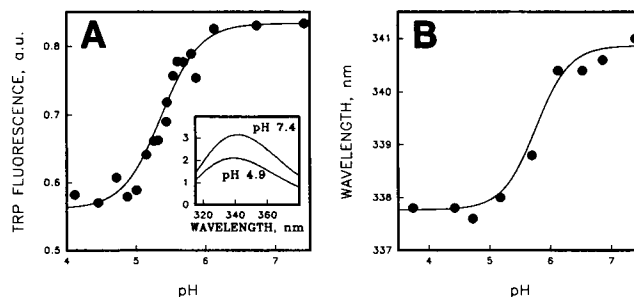 A
TRP FLUORESCENCE, a.u.
0.8
0.7
0.6
0.5
4
5
6
7
pH
3
2
1
0
pH 7.4
pH 4.9
320
340
360
WAVELENGTH, nm
B
WAVELENGTH, nm
341
340
339
338
337
4
5
6
7
pH